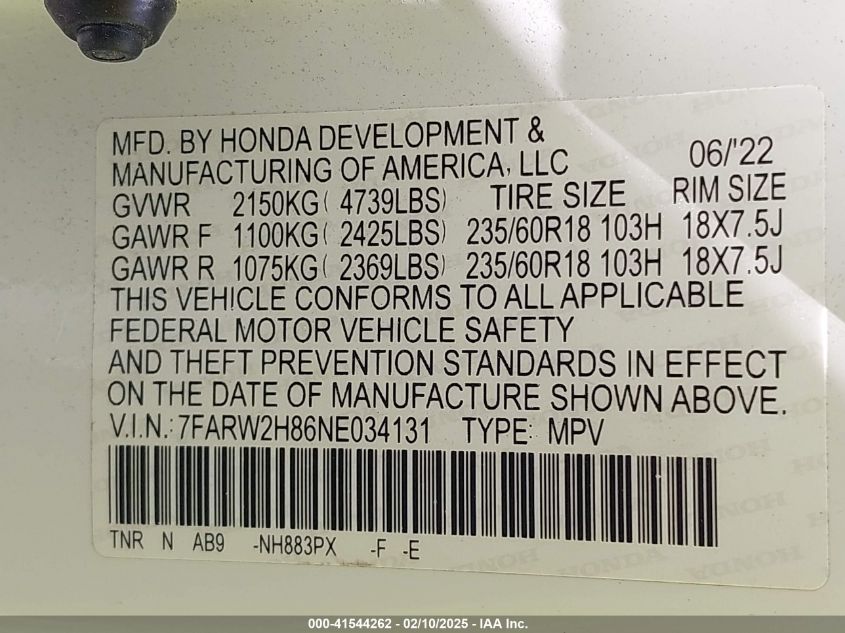 MFD. BY HONDA DEVELOPMENT &
MANUFACTURING OF AMERICA, LLC 06/'22
GVWR 2150KG( 4739LBS) TIRE SIZE RIM SIZE
GAWR F 1100KG( 2425LBS) 235/60R18 103H 18X7.5J
GAWR R 1075KG( 2369LBS) 235/60R18 103H 18X7.5J
THIS VEHICLE CONFORMS TO ALL APPLICABLE
FEDERAL MOTOR VEHICLE SAFETY
AND THEFT PREVENTION STANDARDS IN EFFECT
ON THE DATE OF MANUFACTURE SHOWN ABOVE.
V.I.N.: 7FARW2H86NE034131 TYPE: MPV
TNR N AB9 -NH883PX -F -E
000-41544262 - 02/10/2025 - IAA Inc.